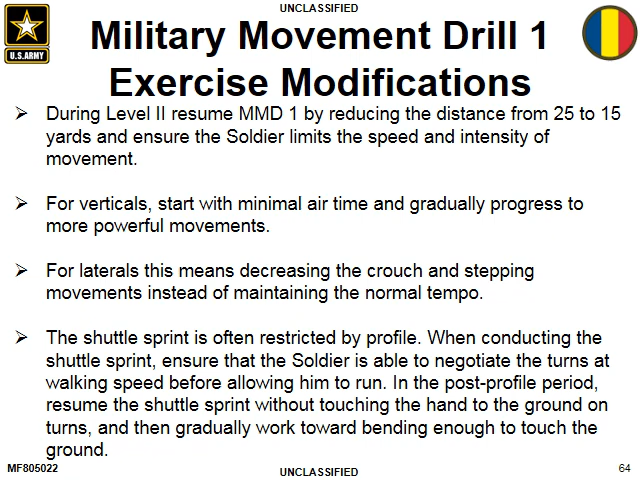 UNCLASSIFIED
Military Movement Drill 1
Exercise Modifications
U.S.ARMY
➢ During Level II resume MMD 1 by reducing the distance from 25 to 15
yards and ensure the Soldier limits the speed and intensity of
movement.
➢ For verticals, start with minimal air time and gradually progress to
more powerful movements.
➢ For laterals this means decreasing the crouch and stepping
movements instead of maintaining the normal tempo.
➢ The shuttle sprint is often restricted by profile. When conducting the
shuttle sprint, ensure that the Soldier is able to negotiate the turns at
walking speed before allowing him to run. In the post-profile period,
resume the shuttle sprint without touching the hand to the ground on
turns, and then gradually work toward bending enough to touch the
ground.
MF805022
UNCLASSIFIED
64